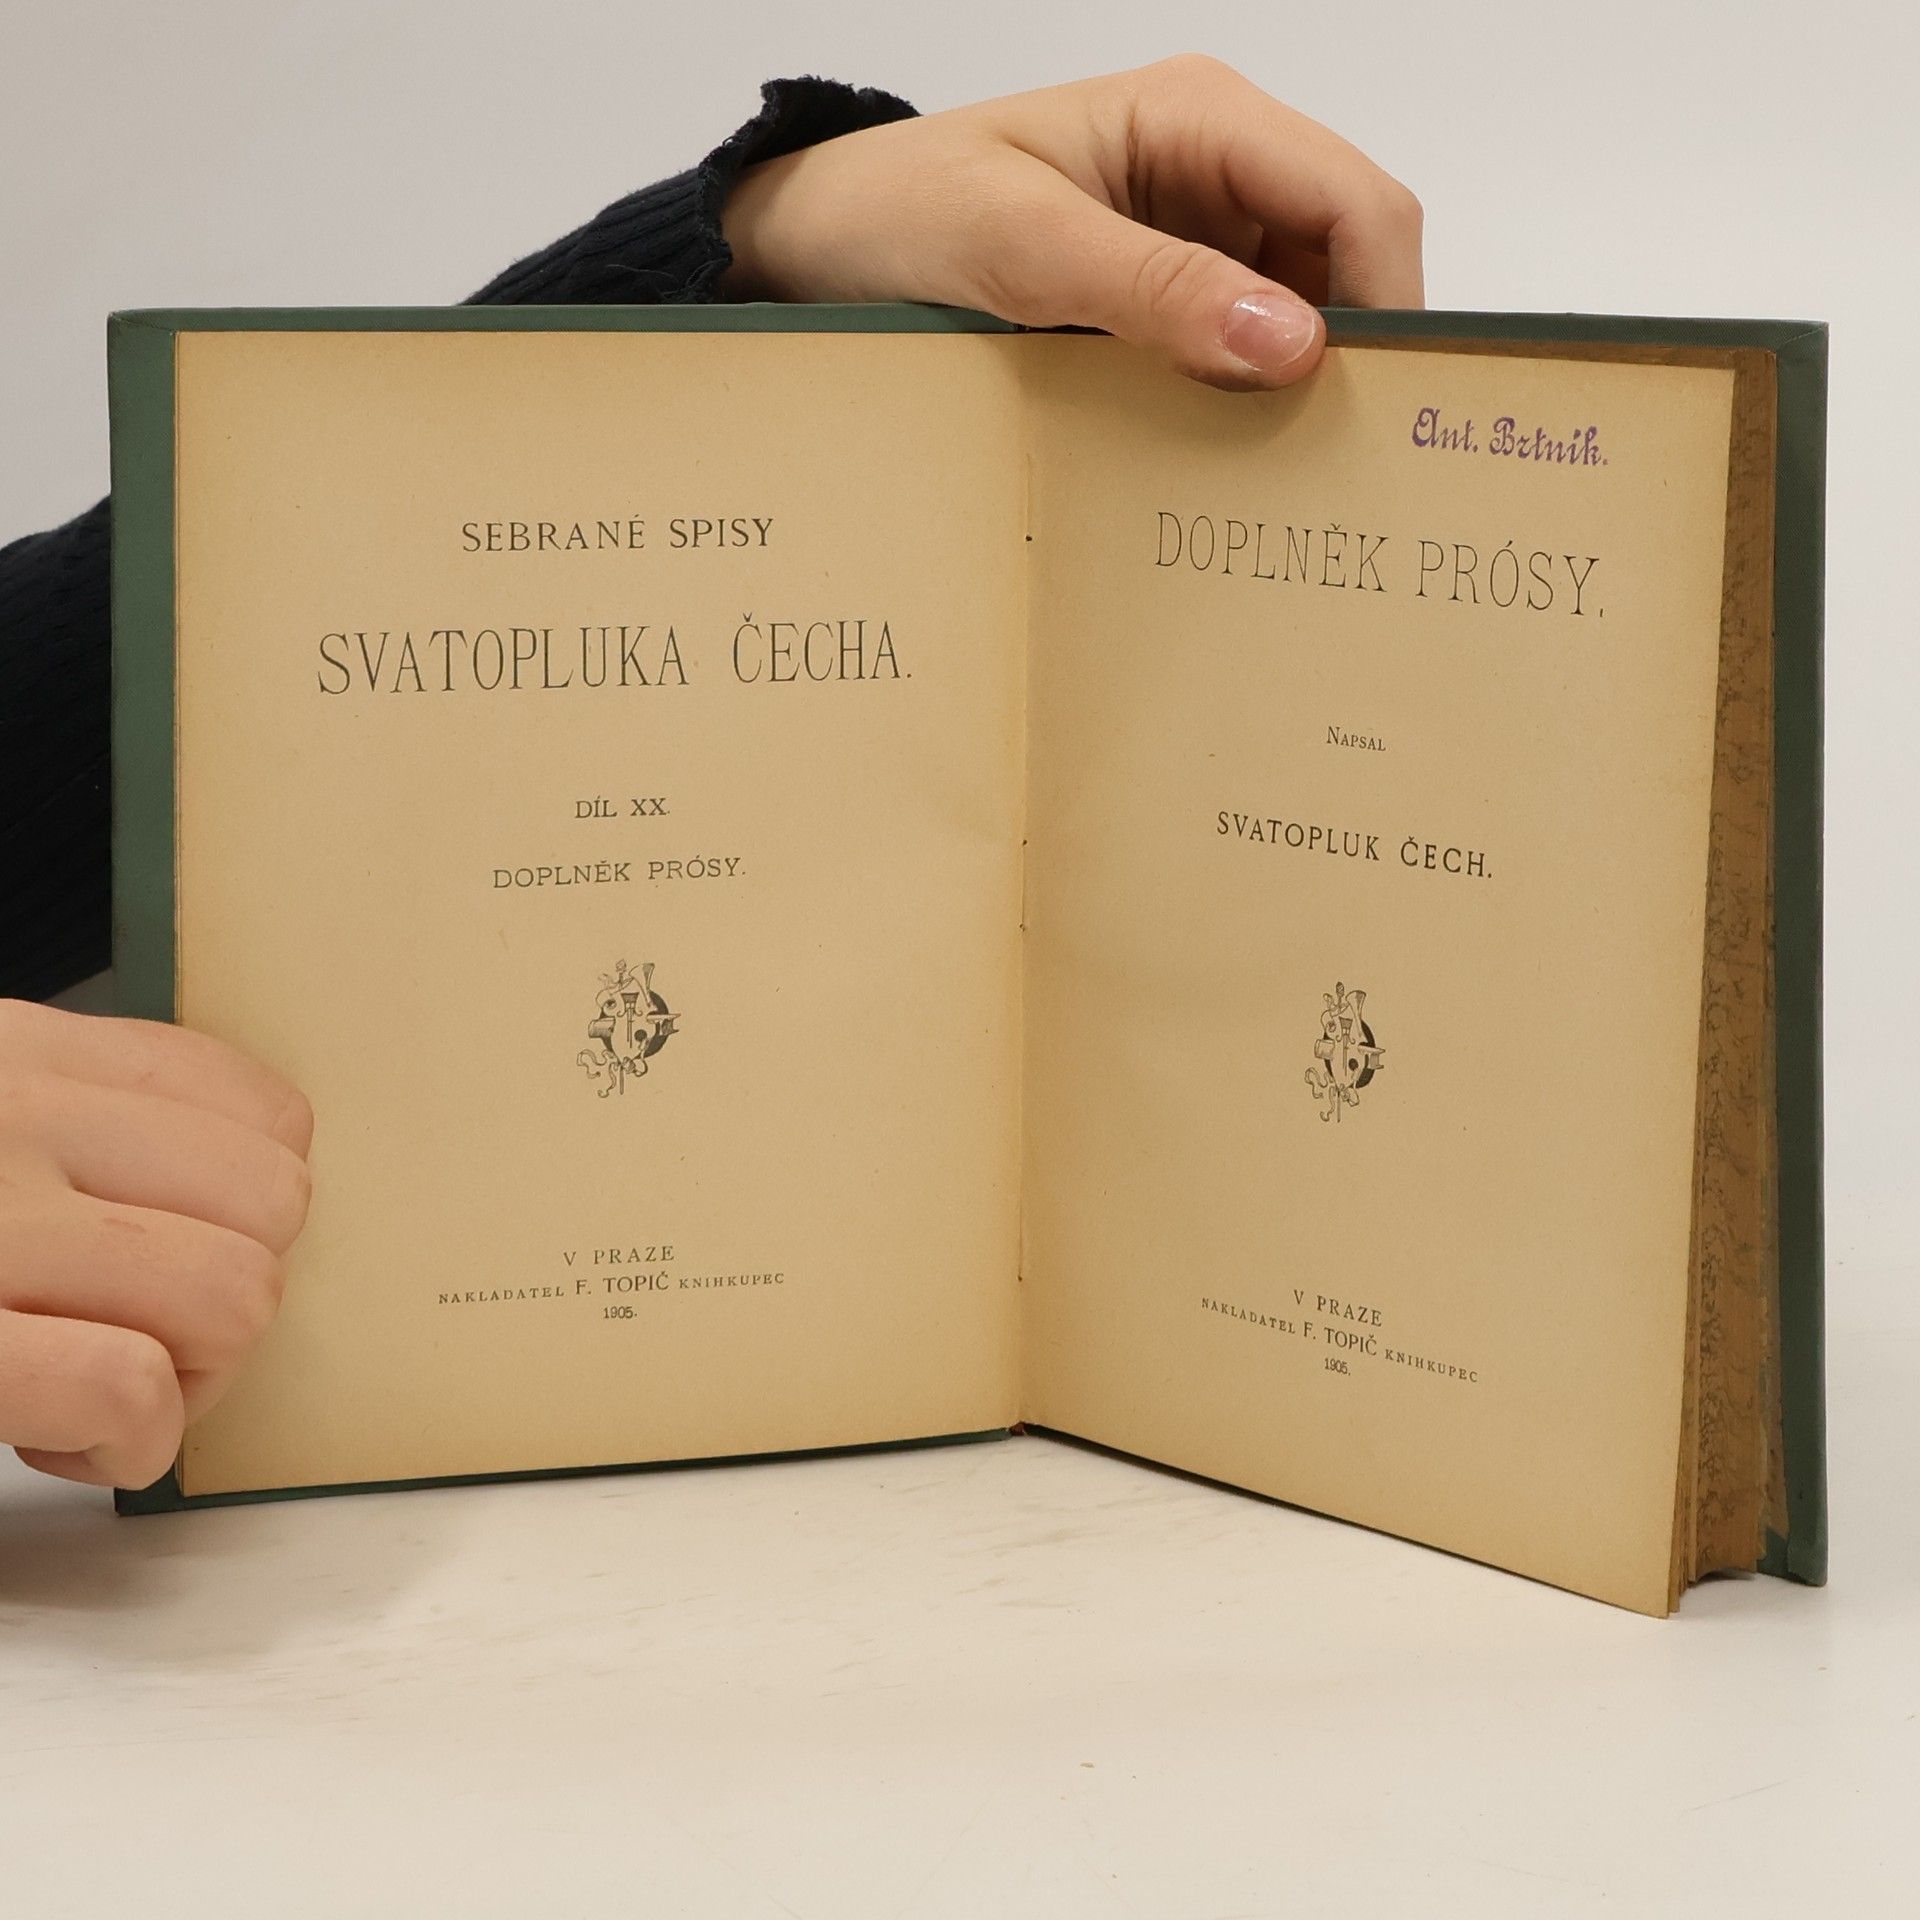 SEBRANÉ SPISY
SVATOPLUKA ČECHA.
DÍL XX.
DOPLNĚK PRÓSY.
V PRAZE
NAKLADATEL F. TOPIČ KNIHKUPEC
1905.
Ant. Brtník.
DOPLNĚK PRÓSY.
NAPSAL
SVATOPLUK ČECH.
V PRAZE
NAKLADATEL F. TOPIČ KNIHKUPEC
1905.